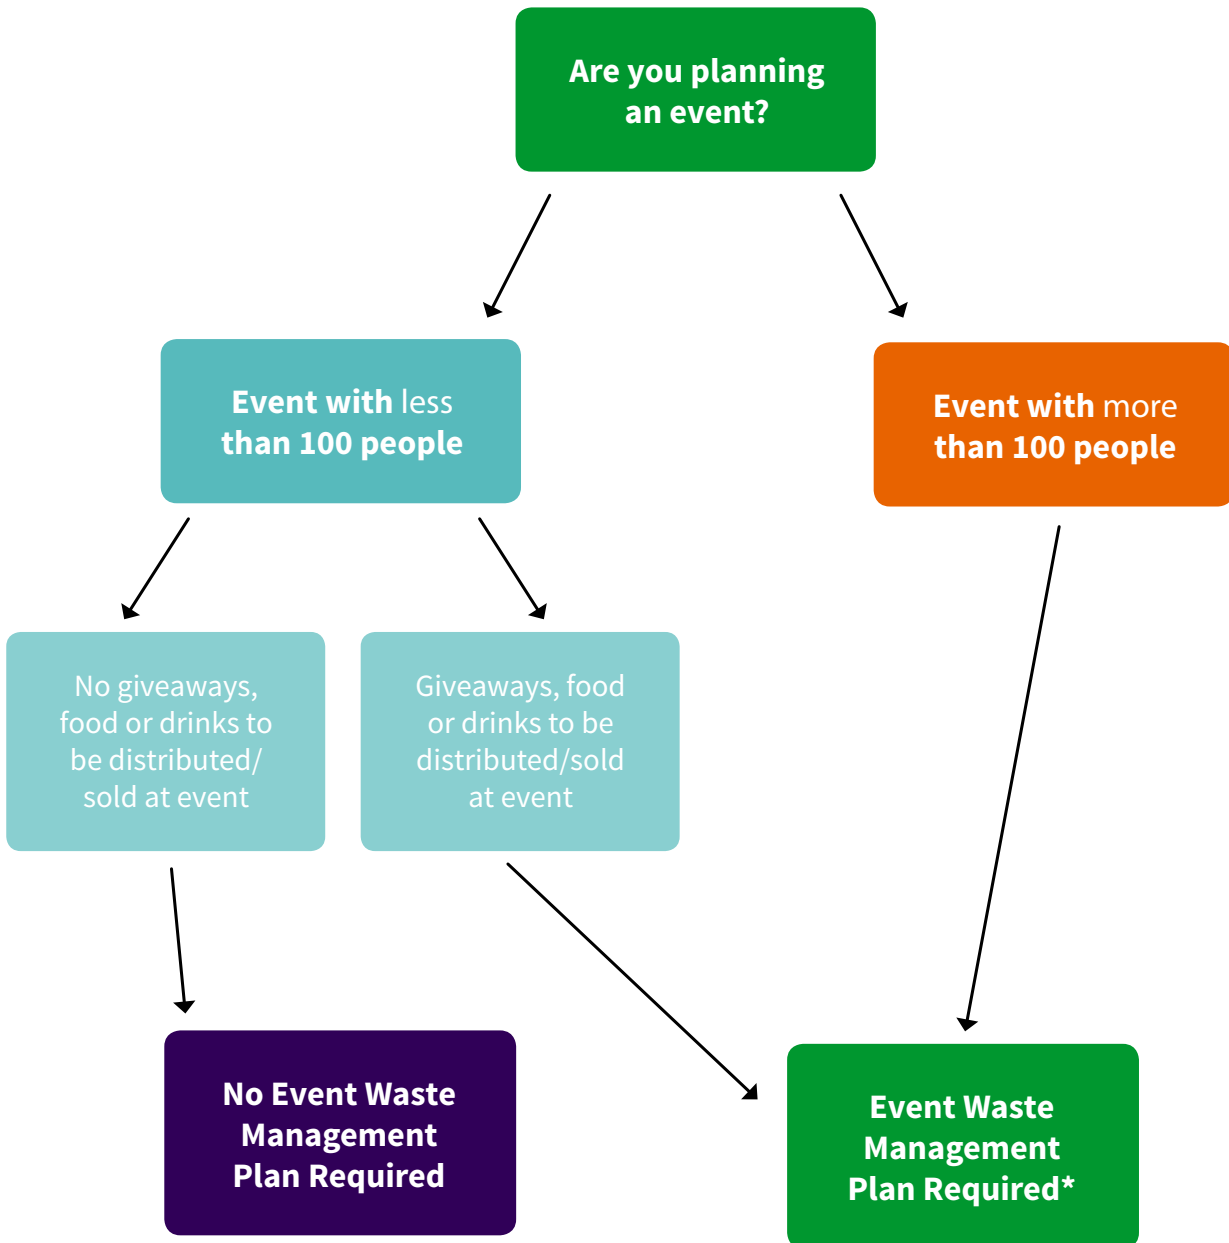 Are you planning
an event?
Event with less
than 100 people
Event with more
than 100 people
No giveaways,
food or drinks to
be distributed/
sold at event
Giveaways, food
or drinks to be
distributed/sold
at event
No Event Waste
Management
Plan Required
Event Waste
Management
Plan Required*